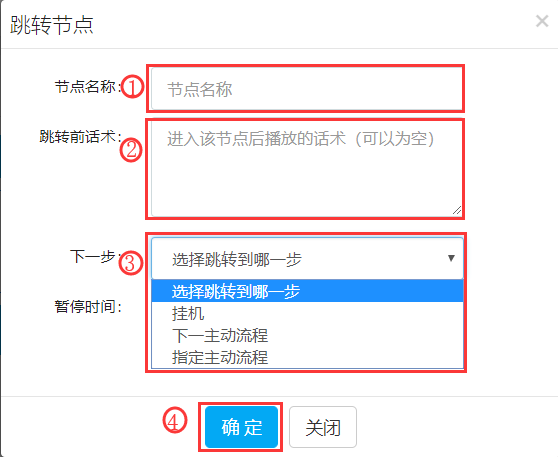 跳转节点 ×
节点名称： ① 节点名称
跳转前话术： ② 进入该节点后播放的话术（可以为空）
下一步： ③ 选择跳转到哪一步 ▼
选择跳转到哪一步
暂停时间： 挂机
下一主动流程
指定主动流程
④ 确定 关闭